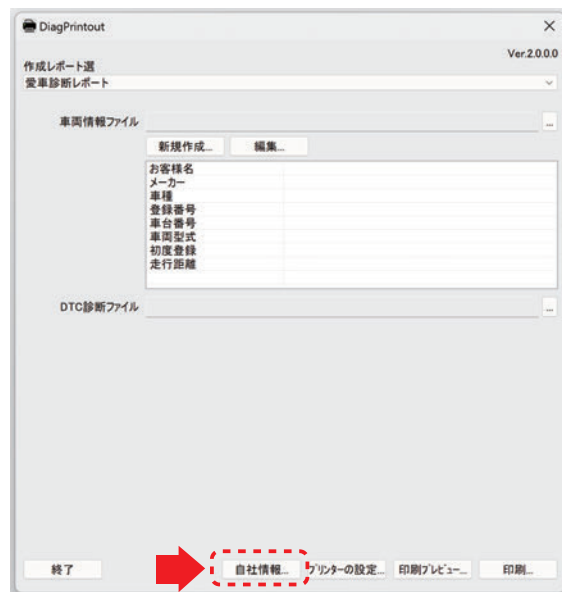 DiagPrintout
Ver.2.0.0.0
作成レポート選
愛車診断レポート
車両情報ファイル
...
新規作成... 編集...
お客様名
メーカー
車種
登録番号
車台番号
車両型式
初度登録
走行距離
DTC診断ファイル
...
終了 自社情報... プリンターの設定... 印刷プレビュー... 印刷...